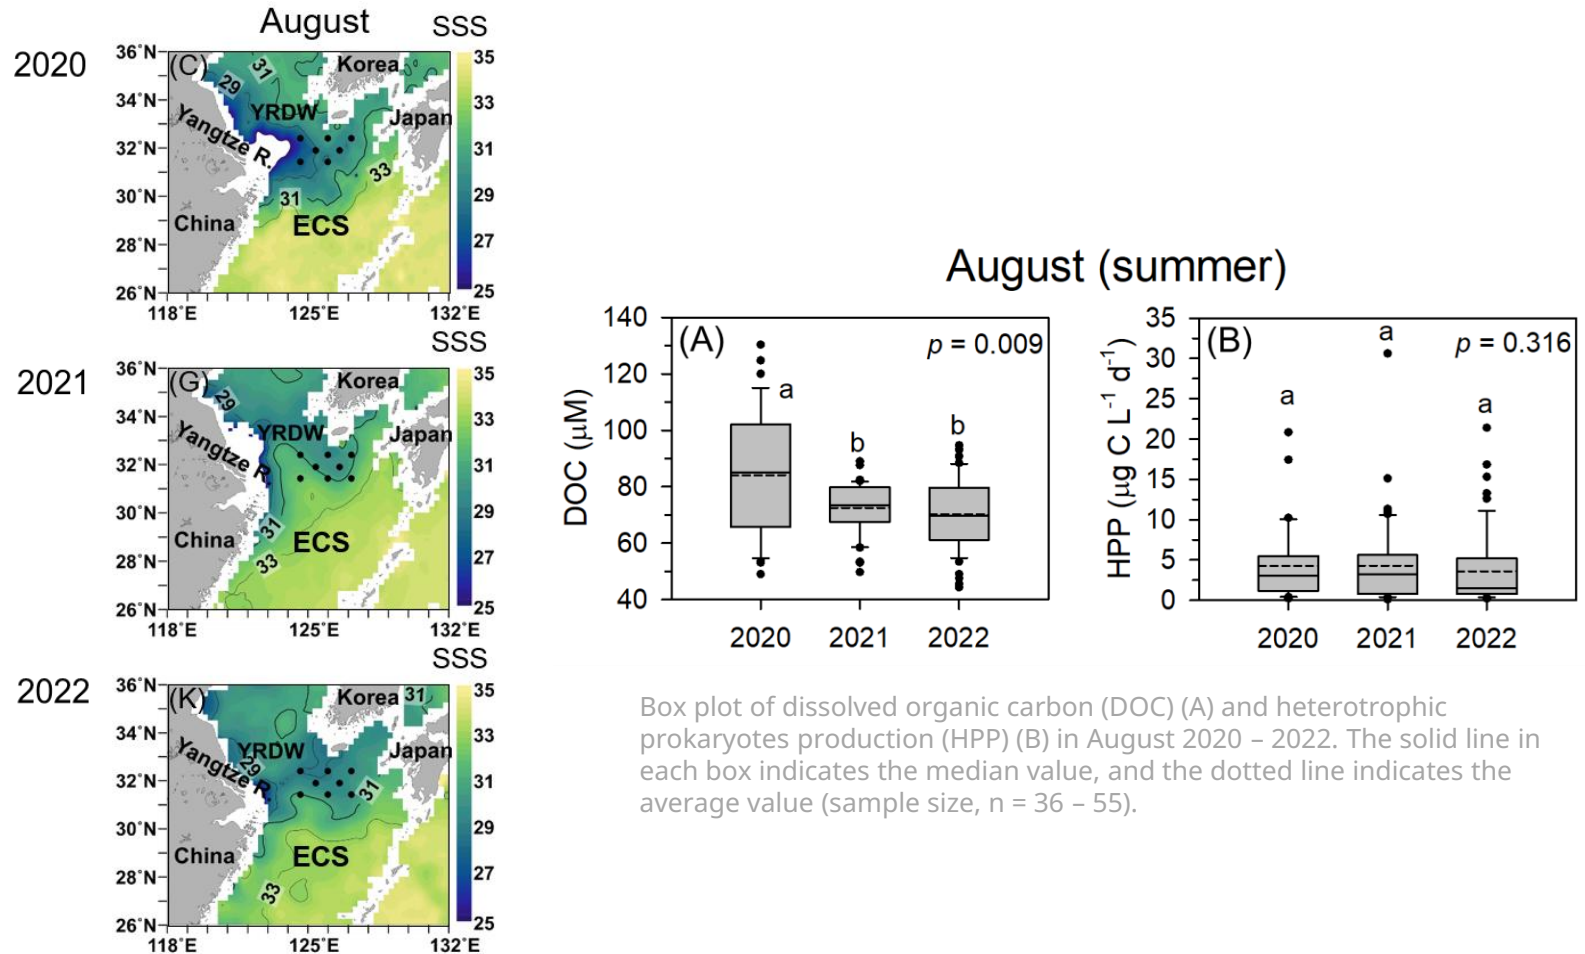 August
SSS
2020
36°N
34°N
32°N
30°N
28°N
26°N
(C)
29
31
Korea
YRDW
Japan
Yangtze R.
33
31
ECS
China
35
33
31
29
27
25
118°E
125°E
132°E
SSS
2021
36°N
34°N
32°N
30°N
28°N
26°N
(G)
29
Korea
YRDW
Japan
Yangtze R.
31
ECS
China
33
35
33
31
29
27
25
118°E
125°E
132°E
SSS
2022
36°N
34°N
32°N
30°N
28°N
26°N
(K)
Korea
31
YRDW
Japan
29
Yangtze R.
31
ECS
China
33
35
33
31
29
27
25
118°E
125°E
132°E
August (summer)
DOC (μM)
140
120
100
80
60
40
(A)
p = 0.009
a
b
b
2020
2021
2022
HPP (μg C L⁻¹ d⁻¹)
35
30
25
20
15
10
5
0
(B)
p = 0.316
a
a
a
2020
2021
2022
Box plot of dissolved organic carbon (DOC) (A) and heterotrophic
prokaryotes production (HPP) (B) in August 2020 – 2022. The solid line in
each box indicates the median value, and the dotted line indicates the
average value (sample size, n = 36 – 55).